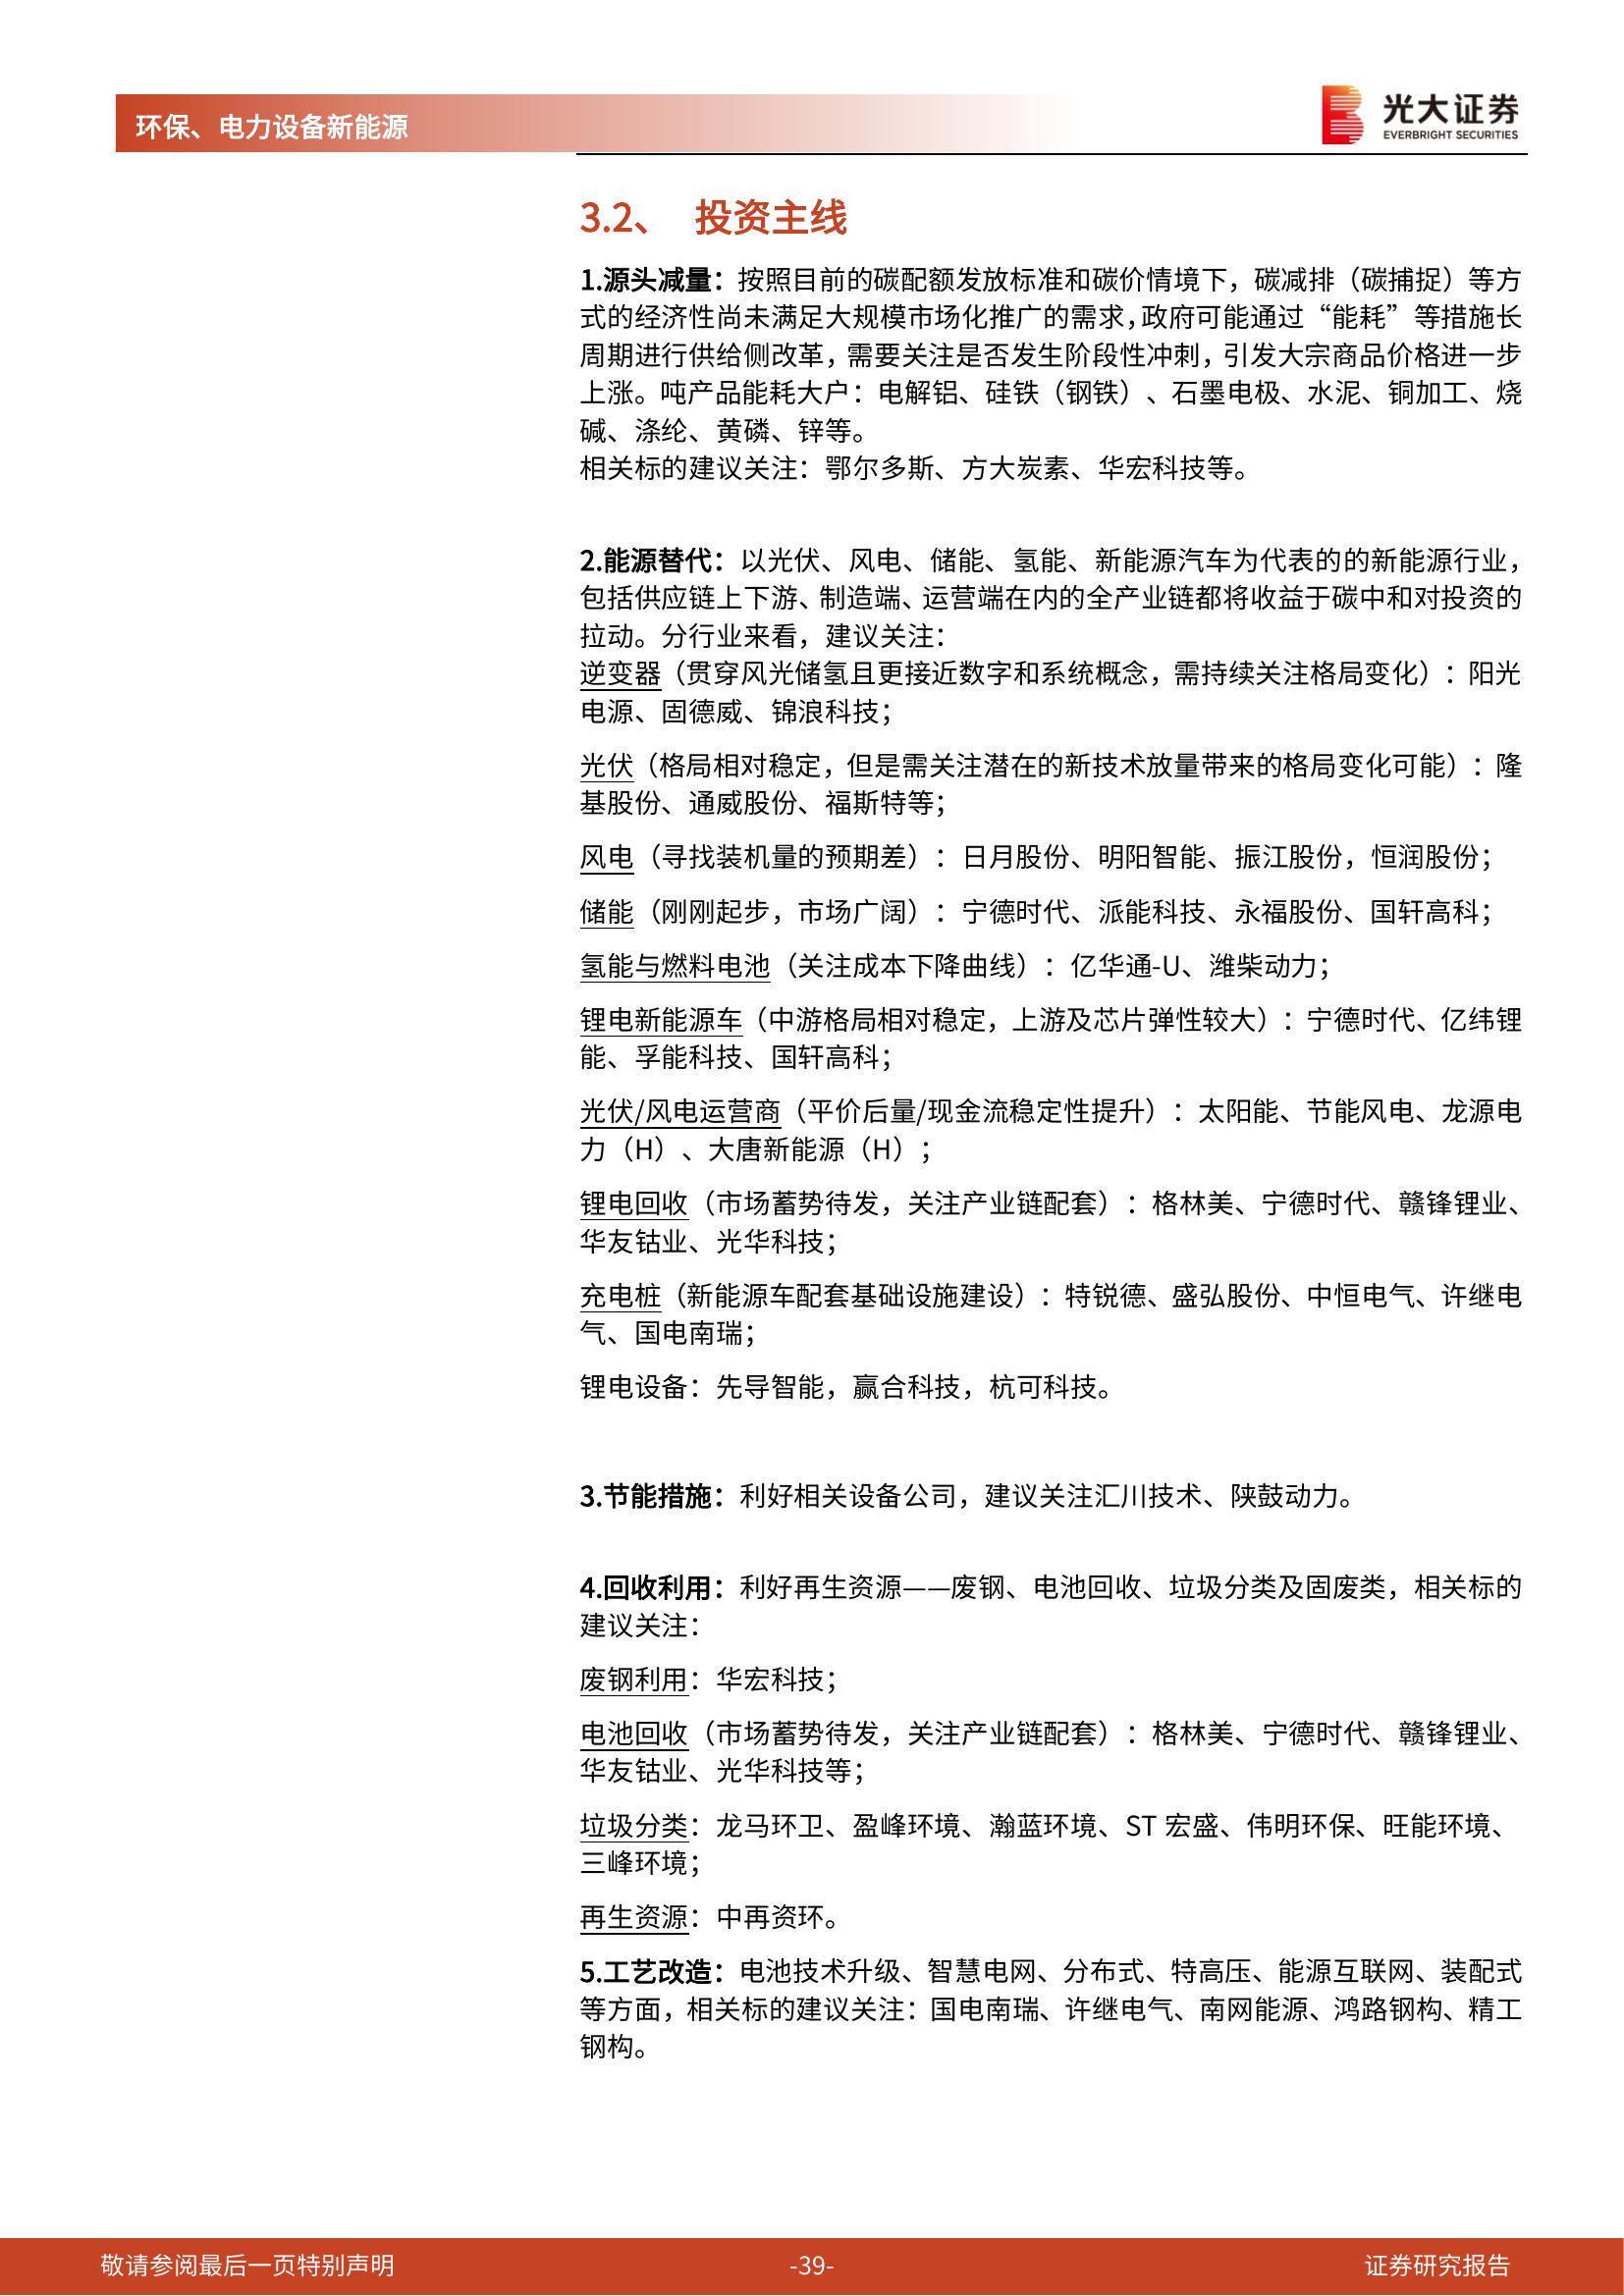 环保、电力设备新能源
光大证券
EVERBRIGHT SECURITIES
3.2、 投资主线
1.源头减量：按照目前的碳配额发放标准和碳价情境下，碳减排（碳捕捉）等方
式的经济性尚未满足大规模市场化推广的需求，政府可能通过“能耗”等措施长
周期进行供给侧改革，需要关注是否发生阶段性冲刺，引发大宗商品价格进一步
上涨。吨产品能耗大户：电解铝、硅铁（钢铁）、石墨电极、水泥、铜加工、烧
碱、涤纶、黄磷、锌等。
相关标的建议关注：鄂尔多斯、方大炭素、华宏科技等。
2.能源替代：以光伏、风电、储能、氢能、新能源汽车为代表的的新能源行业，
包括供应链上下游、制造端、运营端在内的全产业链都将收益于碳中和对投资的
拉动。分行业来看，建议关注：
逆变器（贯穿风光储氢且更接近数字和系统概念，需持续关注格局变化）：阳光
电源、固德威、锦浪科技；
光伏（格局相对稳定，但是需关注潜在的新技术放量带来的格局变化可能）：隆
基股份、通威股份、福斯特等；
风电（寻找装机量的预期差）：日月股份、明阳智能、振江股份，恒润股份；
储能（刚刚起步，市场广阔）：宁德时代、派能科技、永福股份、国轩高科；
氢能与燃料电池（关注成本下降曲线）：亿华通-U、潍柴动力；
锂电新能源车（中游格局相对稳定，上游及芯片弹性较大）：宁德时代、亿纬锂
能、孚能科技、国轩高科；
光伏/风电运营商（平价后量/现金流稳定性提升）：太阳能、节能风电、龙源电
力（H）、大唐新能源（H）；
锂电回收（市场蓄势待发，关注产业链配套）：格林美、宁德时代、赣锋锂业、
华友钴业、光华科技；
充电桩（新能源车配套基础设施建设）：特锐德、盛弘股份、中恒电气、许继电
气、国电南瑞；
锂电设备：先导智能，赢合科技，杭可科技。
3.节能措施：利好相关设备公司，建议关注汇川技术、陕鼓动力。
4.回收利用：利好再生资源——废钢、电池回收、垃圾分类及固废类，相关标的
建议关注：
废钢利用：华宏科技；
电池回收（市场蓄势待发，关注产业链配套）：格林美、宁德时代、赣锋锂业、
华友钴业、光华科技等；
垃圾分类：龙马环卫、盈峰环境、瀚蓝环境、ST 宏盛、伟明环保、旺能环境、
三峰环境；
再生资源：中再资环。
5.工艺改造：电池技术升级、智慧电网、分布式、特高压、能源互联网、装配式
等方面，相关标的建议关注：国电南瑞、许继电气、南网能源、鸿路钢构、精工
钢构。
敬请参阅最后一页特别声明
-39-
证券研究报告